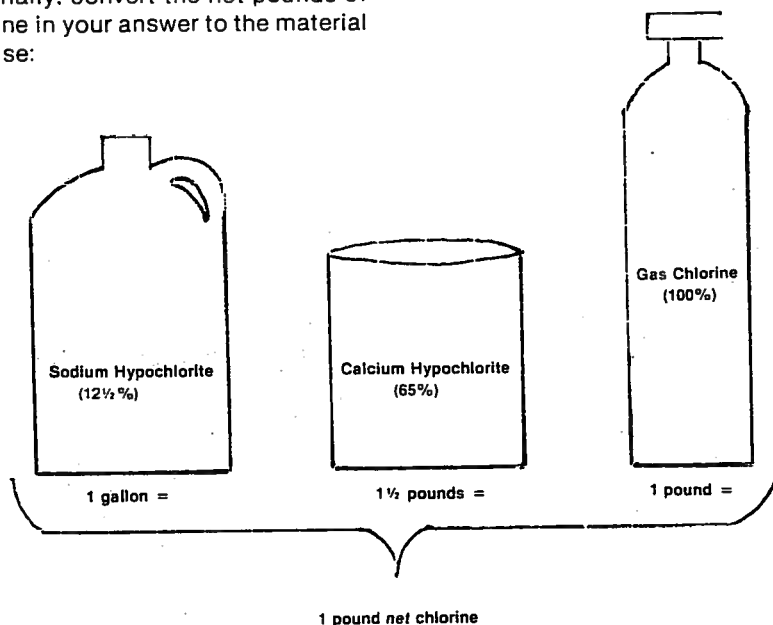 nally: convert the net pounds of
ne in your answer to the material
se:
Sodium Hypochlorite
(12½%)
Calcium Hypochlorite
(65%)
Gas Chlorine
(100%)
1 gallon =
1½ pounds =
1 pound =
1 pound net chlorine